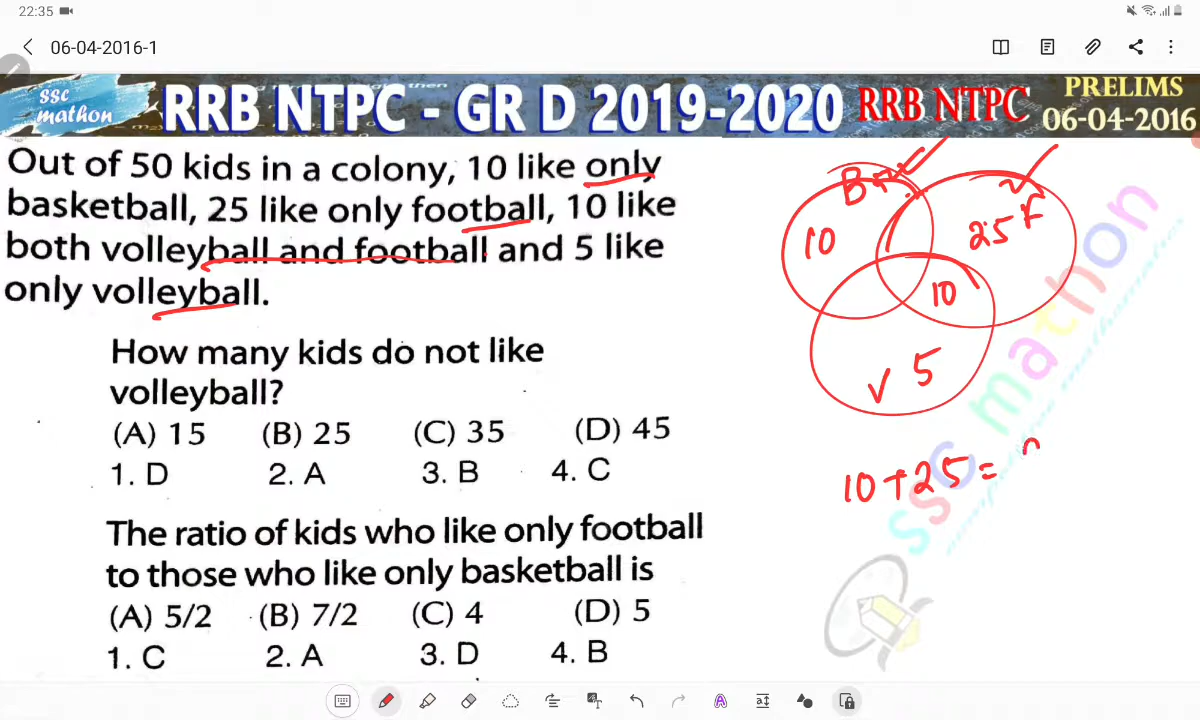 22:35
06-04-2016-1
ssc mathon
RRB NTPC - GR D 2019-2020
RRB NTPC
PRELIMS
06-04-2016
Out of 50 kids in a colony, 10 like only
basketball, 25 like only football, 10 like
both volleyball and football and 5 like
only volleyball.
B
10
25
F
10
5
How many kids do not like
volleyball?
(A) 15 (B) 25 (C) 35 (D) 45
1. D 2. A 3. B 4. C
10+25=
The ratio of kids who like only football
to those who like only basketball is
(A) 5/2 (B) 7/2 (C) 4 (D) 5
1. C 2. A 3. D 4. B
ssc mathon